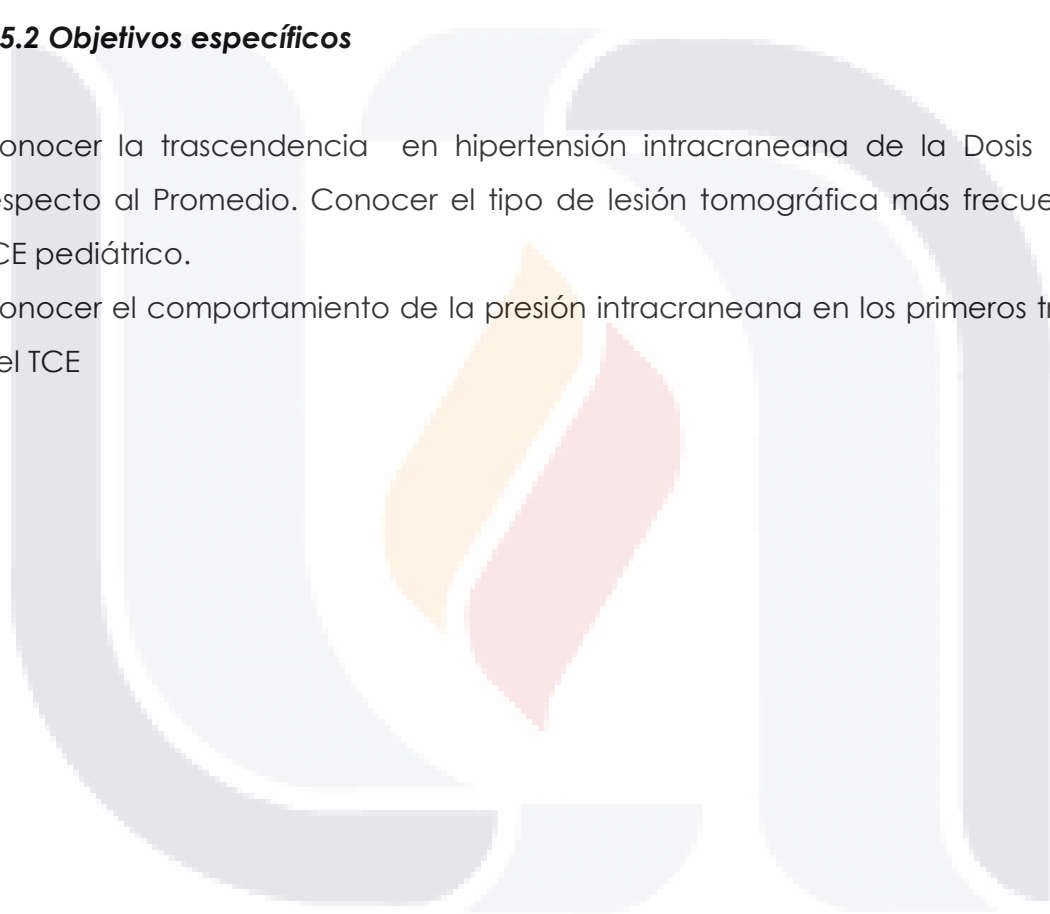 5.2 Objetivos específicos
onocer la trascendencia en hipertensión intracraneana de la Dosis
specto al Promedio. Conocer el tipo de lesión tomográfica más frecue
CE pediátrico.
onocer el comportamiento de la presión intracraneana en los primeros tr
el TCE